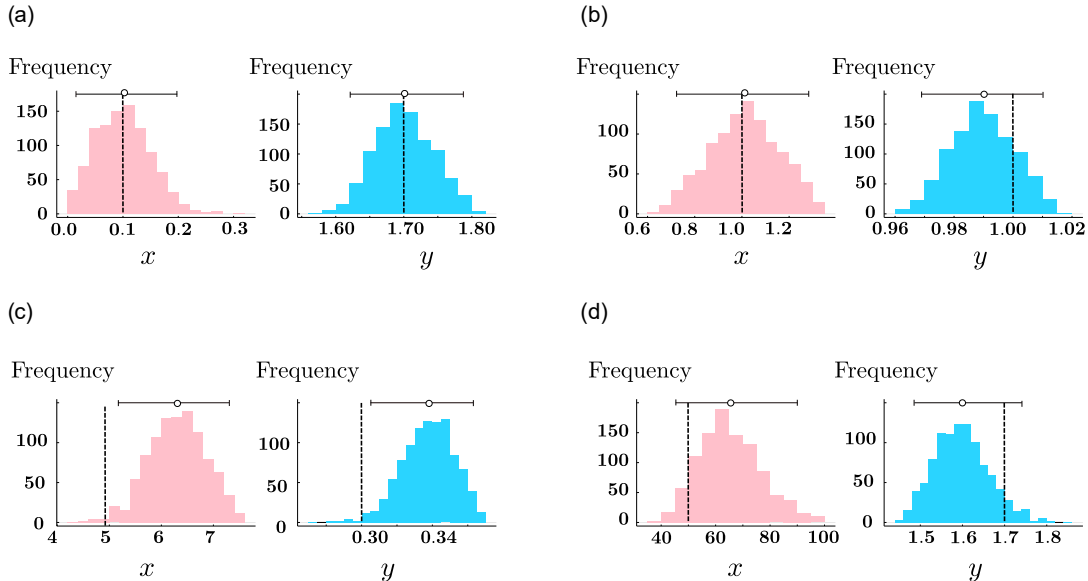 (a)
(b)
Frequency Frequency Frequency Frequency
150 150
150 100 150
100 100
100
50 50 50 50
0 0 0 0
0.0 0.1 0.2 0.3 1.60 1.70 1.80 0.6 0.8 1.0 1.2 0.96 0.98 1.00 1.02
x y x y
(c)
(d)
Frequency Frequency Frequency Frequency
150
100 100 100 100
50 50 50 50
0 0 0 0
4 5 6 7 0.30 0.34 40 60 80 100 1.5 1.6 1.7 1.8
x y x y